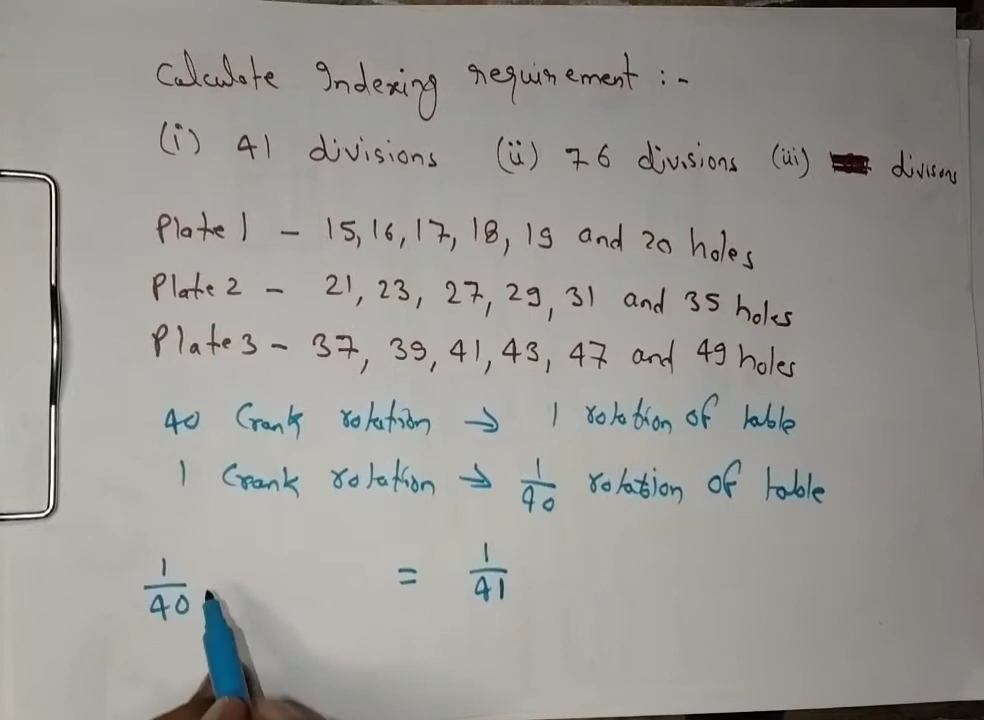 Calculate Indexing requirement :-
(i) 41 divisions (ii) 76 divisions (iii) divisons
Plate 1 - 15, 16, 17, 18, 19 and 20 holes
Plate 2 - 21, 23, 27, 29, 31 and 35 holes
Plate 3 - 37, 39, 41, 43, 47 and 49 holes
40 Crank rotation → 1 rotation of table
1 Crank rotation → 1/40 rotation of table
1/40 = 1/41